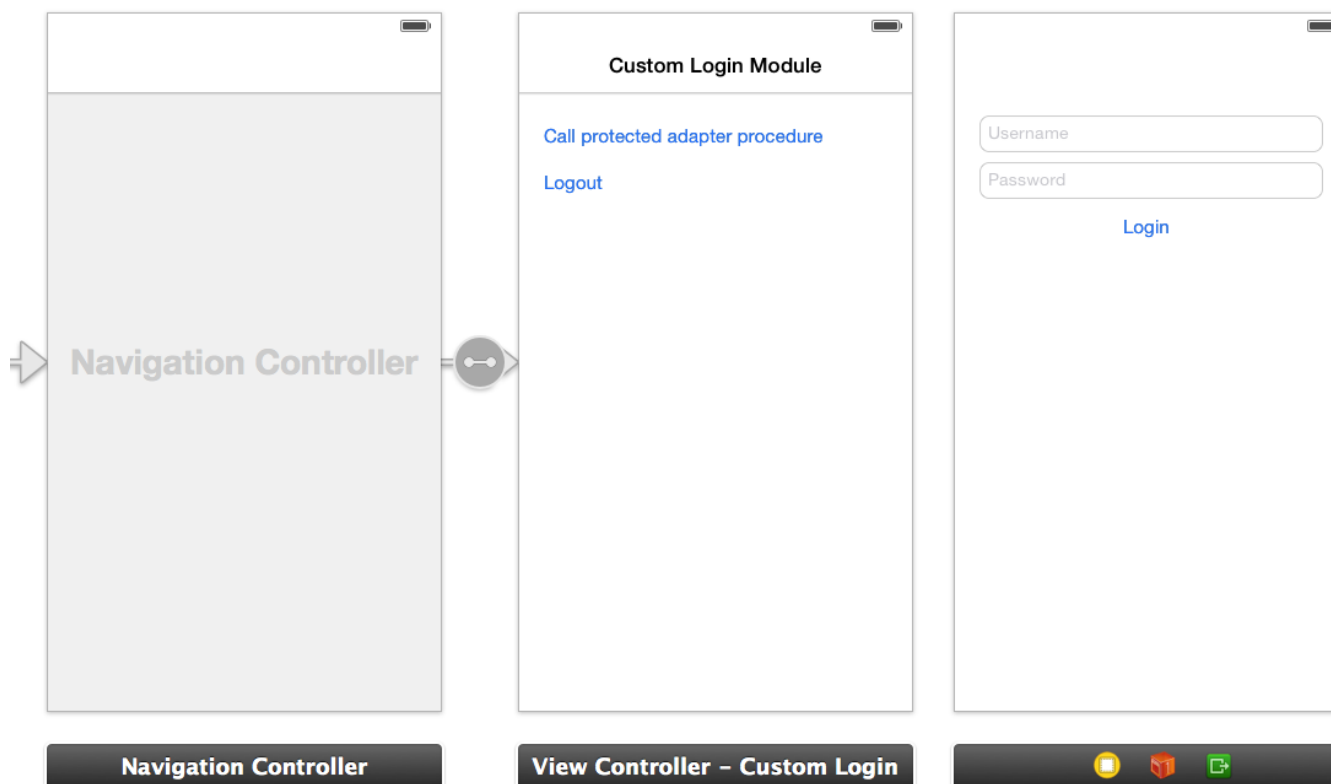 Navigation Controller
Navigation Controller
Custom Login Module
Call protected adapter procedure
Logout
View Controller – Custom Login
Username
Password
Login